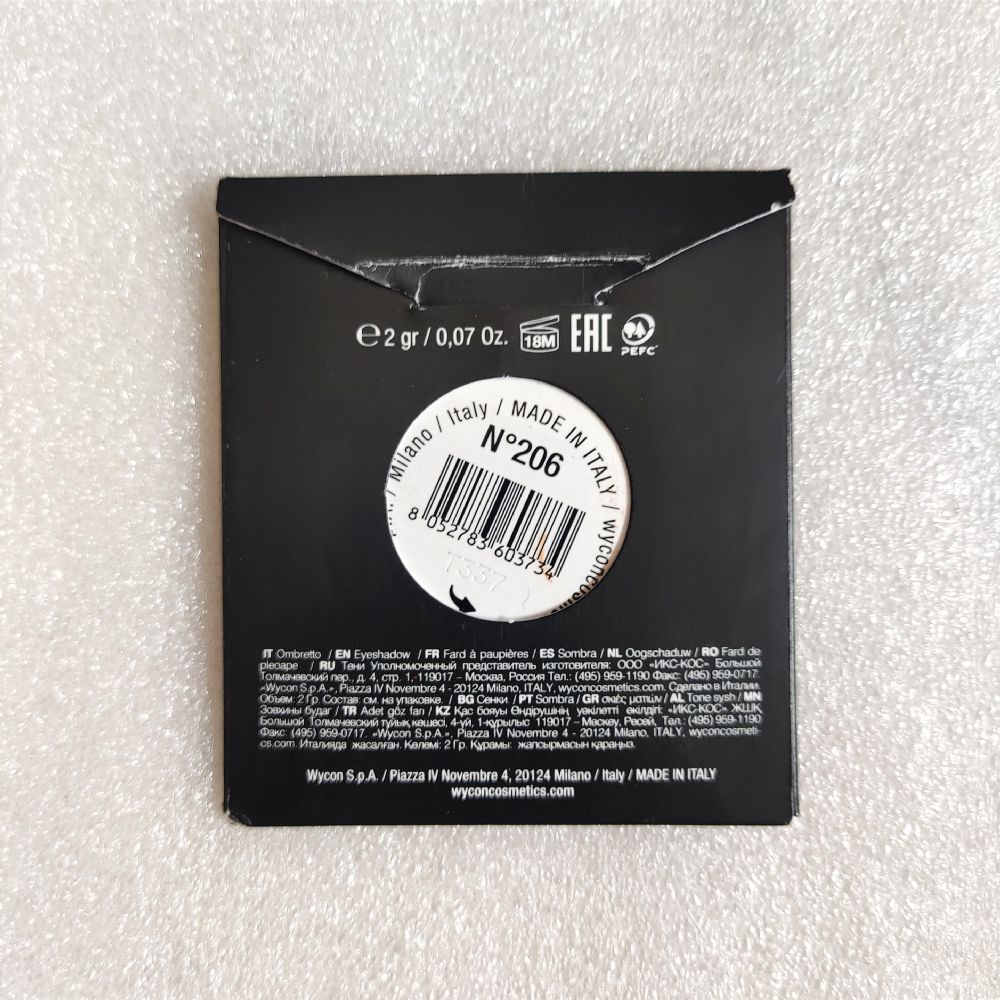 ℮ 2 gr / 0,07 Oz. 18M EAC PEFC
/ Milano / Italy / MADE IN ITALY /
N°206
8 052783 603734
T337
IT Ombretto / EN Eyeshadow / FR Fard à paupières / ES Sombra / NL Oogschaduw / RO Fard de
pleoape / RU Тени Уполномоченный представитель изготовителя: ООО «ИКС-КОС» Большой
Толмачевский пер., д. 4, стр. 1, 119017 – Москва, Россия Тел.: (495) 959-1190 Факс: (495) 959-0717.
«Wycon S.p.A.», Piazza IV Novembre 4 - 20124 Milano, ITALY, wyconcosmetics.com. Сделано в Италии.
Объем: 2 Гр. Состав: см. на упаковке. / BG Сенки / PT Sombra / GR σκιές ματιών / AL Tone sysh / MN
Зовхины будаг / TR Adet göz farı / KZ Қас бояуы Өндірушінің уәкілетті өкілдігі: «ИКС-КОС» ЖШҚ
Большой Толмачевский тұйық көшесі, 4-үй, 1-құрылыс 119017 – Мәскеу, Ресей, Тел.: (495) 959-1190
Факс: (495) 959-0717. «Wycon S.p.A.», Piazza IV Novembre 4 - 20124 Milano, ITALY, wyconcosmeti-
cs.com. Италияда жасалған. Көлемі: 2 Гр. Құрамы: жапсырмасын қараңыз.
Wycon S.p.A. / Piazza IV Novembre 4, 20124 Milano / Italy / MADE IN ITALY
wyconcosmetics.com